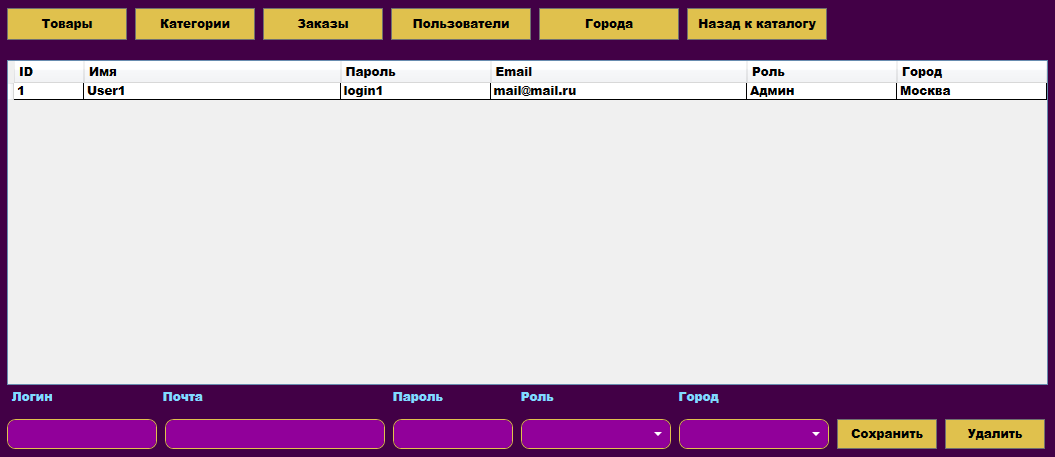 Товары Категории Заказы Пользователи Города Назад к каталогу
ID Имя Пароль Email Роль Город
1 User1 login1 mail@mail.ru Админ Москва
Логин Почта Пароль Роль Город
Сохранить Удалить